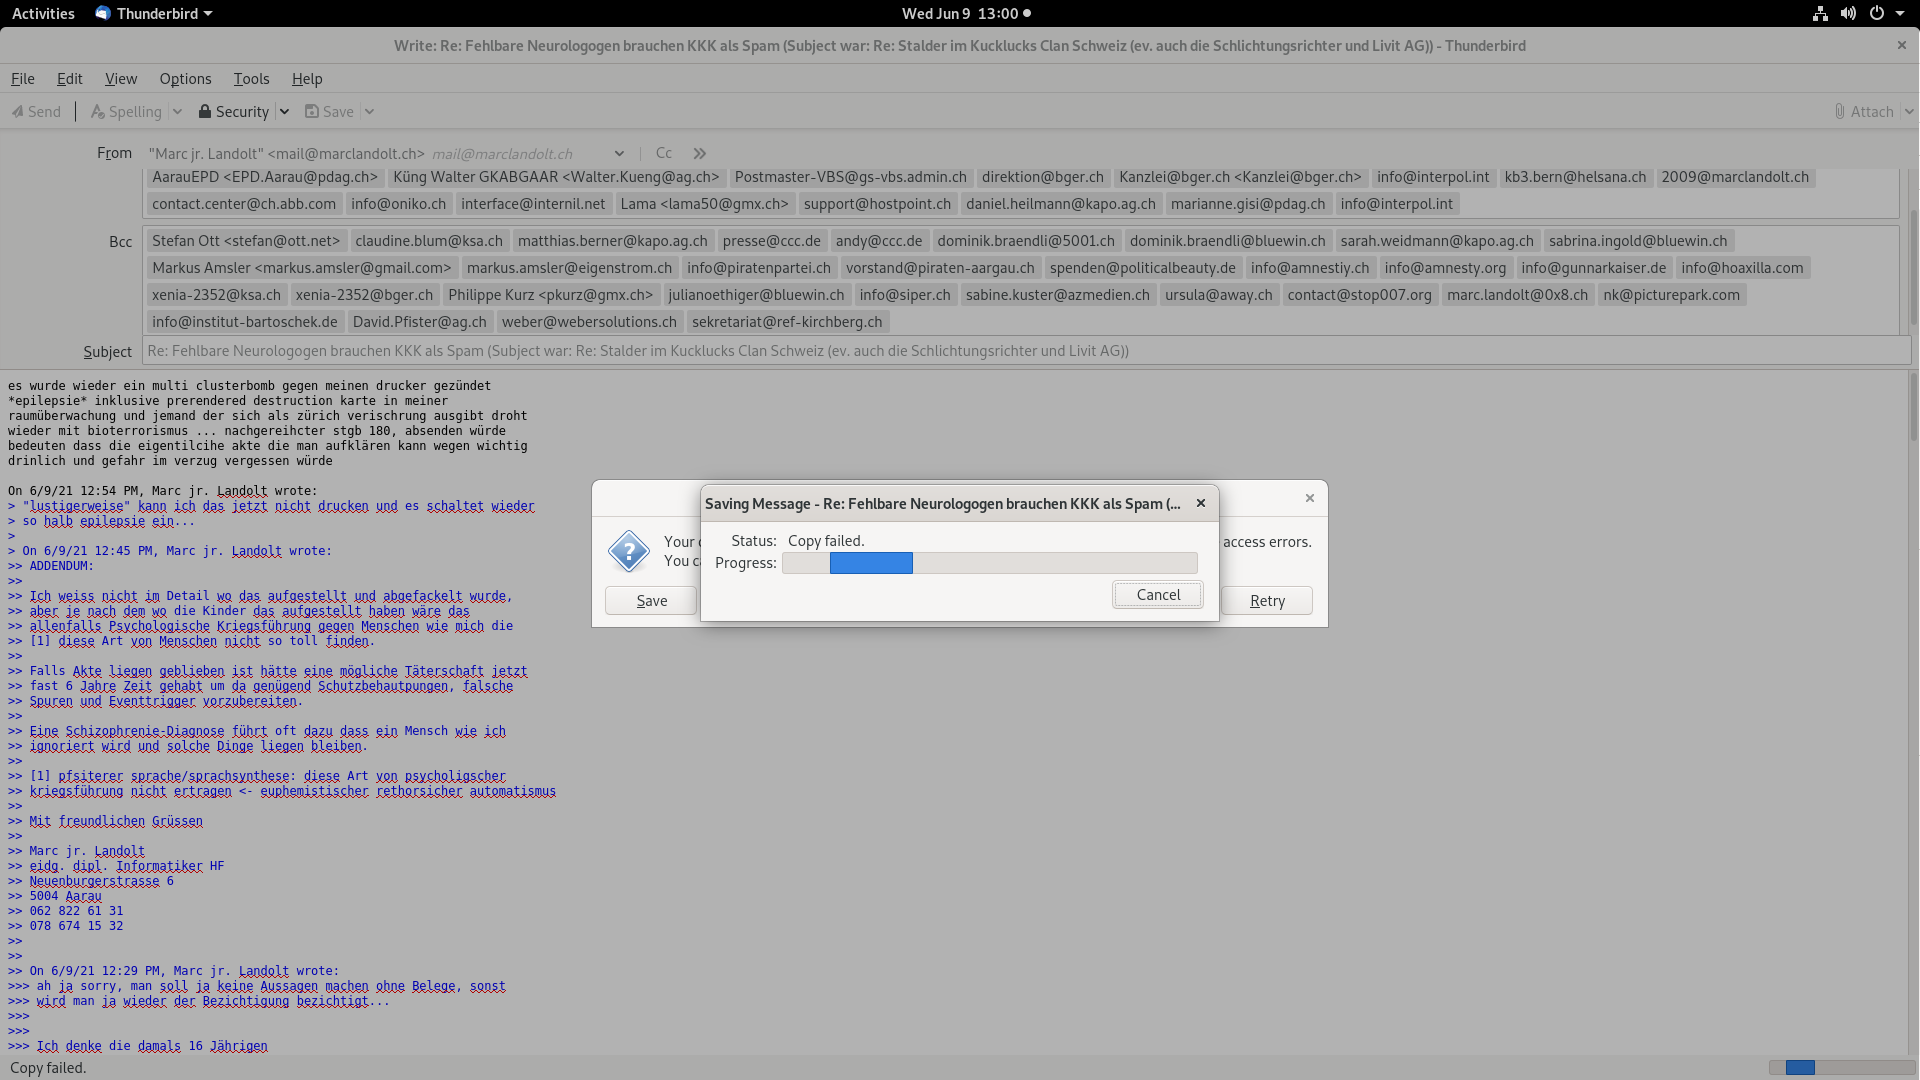 Activities Thunderbird Wed Jun 9 13:00
Write: Re: Fehlbare Neurologogen brauchen KKK als Spam (Subject war: Re: Stalder im Kucklucks Clan Schweiz (ev. auch die Schlichtungsrichter und Livit AG)) - Thunderbird
File Edit View Options Tools Help
Send Spelling Security Save Attach
From "Marc jr. Landolt" <mail@marclandolt.ch> mail@marclandolt.ch Cc
AarauEPD <EPD.Aarau@pdag.ch> Küng Walter GKABGAAR <Walter.Kueng@ag.ch> Postmaster-VBS@gs-vbs.admin.ch direktion@bger.ch Kanzlei@bger.ch <Kanzlei@bger.ch> info@interpol.int kb3.bern@helsana.ch 2009@marclandolt.ch
contact.center@ch.abb.com info@oniko.ch interface@internil.net Lama <lama50@gmx.ch> support@hostpoint.ch daniel.heilmann@kapo.ag.ch marianne.gisi@pdag.ch info@interpol.int
Bcc Stefan Ott <stefan@ott.net> claudine.blum@ksa.ch matthias.berner@kapo.ag.ch presse@ccc.de andy@ccc.de dominik.braendli@5001.ch dominik.braendli@bluewin.ch sarah.weidmann@kapo.ag.ch sabrina.ingold@bluewin.ch
Markus Amsler <markus.amsler@gmail.com> markus.amsler@eigenstrom.ch info@piratenpartei.ch vorstand@piraten-aargau.ch spenden@politicalbeauty.de info@amnestiy.ch info@amnesty.org info@gunnarkaiser.de info@hoaxilla.com
xenia-2352@ksa.ch xenia-2352@bger.ch Philippe Kurz <pkurz@gmx.ch> julianoethiger@bluewin.ch info@siper.ch sabine.kuster@azmedien.ch ursula@away.ch contact@stop007.org marc.landolt@0x8.ch nk@picturepark.com
info@institut-bartoschek.de David.Pfister@ag.ch weber@webersolutions.ch sekretariat@ref-kirchberg.ch
Subject Re: Fehlbare Neurologogen brauchen KKK als Spam (Subject war: Re: Stalder im Kucklucks Clan Schweiz (ev. auch die Schlichtungsrichter und Livit AG))
es wurde wieder ein multi clusterbomb gegen meinen drucker gezündet
*epilepsie* inklusive prerendered destruction karte in meiner
raumüberwachung und jemand der sich als zürich verischrung ausgibt droht
wieder mit bioterrorismus ... nachgereihcter stgb 180, absenden würde
bedeuten dass die eigentilcihe akte die man aufklären kann wegen wichtig
drinlich und gefahr im verzug vergessen würde
On 6/9/21 12:54 PM, Marc jr. Landolt wrote:
> "lustigerweise" kann ich das jetzt nicht drucken und es schaltet wieder
> so halb epilepsie ein...
>
> On 6/9/21 12:45 PM, Marc jr. Landolt wrote:
>> ADDENDUM:
>>
>> Ich weiss nicht im Detail wo das aufgestellt und abgefackelt wurde,
>> aber je nach dem wo die Kinder das aufgestellt haben wäre das
>> allenfalls Psychologische Kriegsführung gegen Menschen wie mich die
>> [1] diese Art von Menschen nicht so toll finden.
>>
>> Falls Akte liegen geblieben ist hätte eine mögliche Täterschaft jetzt
>> fast 6 Jahre Zeit gehabt um da genügend Schutzbehautpungen, falsche
>> Spuren und Eventtrigger vorzubereiten.
>>
>> Eine Schizophrenie-Diagnose führt oft dazu dass ein Mensch wie ich
>> ignoriert wird und solche Dinge liegen bleiben.
>>
>> [1] pfsiterer sprache/sprachsynthese: diese Art von psycholigscher
>> kriegsführung nicht ertragen <- euphemistischer rethorsicher automatismus
>>
>> Mit freundlichen Grüssen
>>
>> Marc jr. Landolt
>> eidg. dipl. Informatiker HF
>> Neuenburgerstrasse 6
>> 5004 Aarau
>> 062 822 61 31
>> 078 674 15 32
>>
>>
>> On 6/9/21 12:29 PM, Marc jr. Landolt wrote:
>>> ah ja sorry, man soll ja keine Aussagen machen ohne Belege, sonst
>>> wird man ja wieder der Bezichtigung bezichtigt...
>>>
>>>
>>> Ich denke die damals 16 Jährigen
Saving Message - Re: Fehlbare Neurologogen brauchen KKK als Spam (...
Status: Copy failed.
Progress:
Cancel
Your access errors.
You
Save Retry
Copy failed.